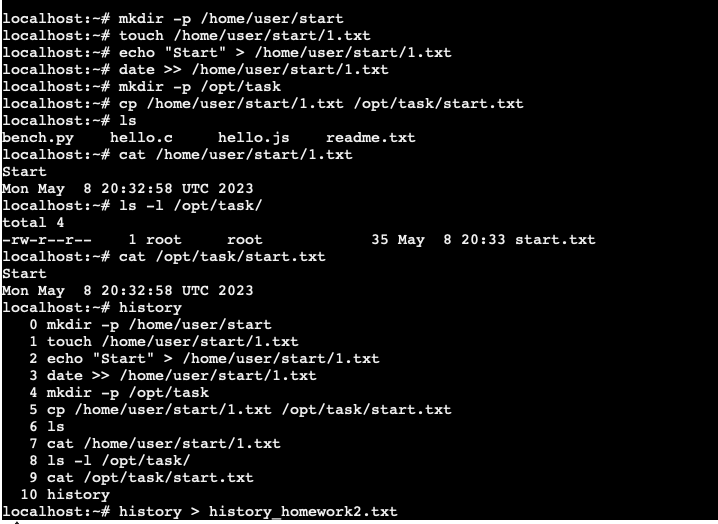 localhost:~# mkdir -p /home/user/start
localhost:~# touch /home/user/start/1.txt
localhost:~# echo "Start" > /home/user/start/1.txt
localhost:~# date >> /home/user/start/1.txt
localhost:~# mkdir -p /opt/task
localhost:~# cp /home/user/start/1.txt /opt/task/start.txt
localhost:~# ls
bench.py    hello.c     hello.js    readme.txt
localhost:~# cat /home/user/start/1.txt
Start
Mon May  8 20:32:58 UTC 2023
localhost:~# ls -l /opt/task/
total 4
-rw-r--r--    1 root     root            35 May  8 20:33 start.txt
localhost:~# cat /opt/task/start.txt
Start
Mon May  8 20:32:58 UTC 2023
localhost:~# history
   0 mkdir -p /home/user/start
   1 touch /home/user/start/1.txt
   2 echo "Start" > /home/user/start/1.txt
   3 date >> /home/user/start/1.txt
   4 mkdir -p /opt/task
   5 cp /home/user/start/1.txt /opt/task/start.txt
   6 ls
   7 cat /home/user/start/1.txt
   8 ls -l /opt/task/
   9 cat /opt/task/start.txt
  10 history
localhost:~# history > history_homework2.txt